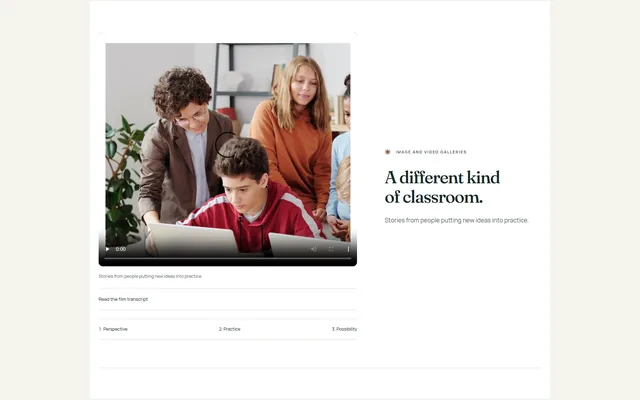 0:00
Stories from people putting new ideas into practice.
Read the film transcript
1. Perspective
2. Practice
3. Possibility
IMAGE AND VIDEO GALLERIES
A different kind
of classroom.
Stories from people putting new ideas into practice.